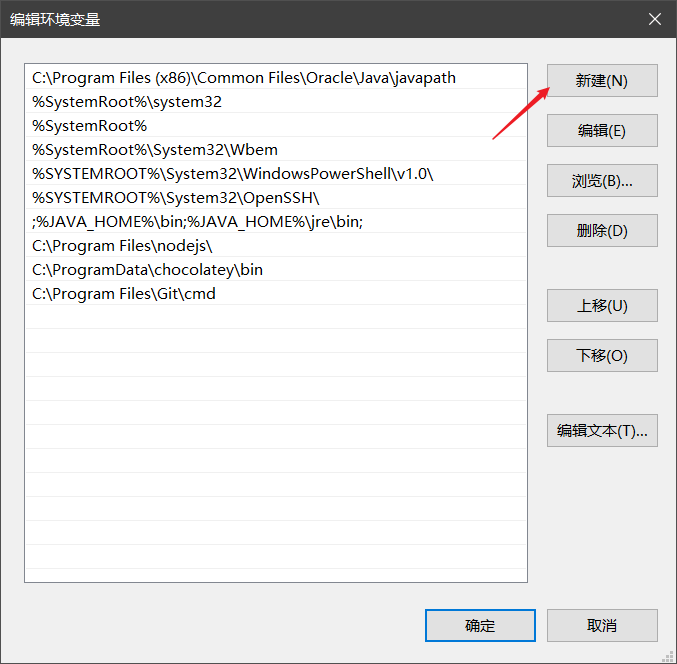 编辑环境变量
C:\Program Files (x86)\Common Files\Oracle\Java\javapath
%SystemRoot%\system32
%SystemRoot%
%SystemRoot%\System32\Wbem
%SYSTEMROOT%\System32\WindowsPowerShell\v1.0\
%SYSTEMROOT%\System32\OpenSSH\
;%JAVA_HOME%\bin;%JAVA_HOME%\jre\bin;
C:\Program Files\nodejs\
C:\ProgramData\chocolatey\bin
C:\Program Files\Git\cmd
新建(N)
编辑(E)
浏览(B)...
删除(D)
上移(U)
下移(O)
编辑文本(T)...
确定
取消